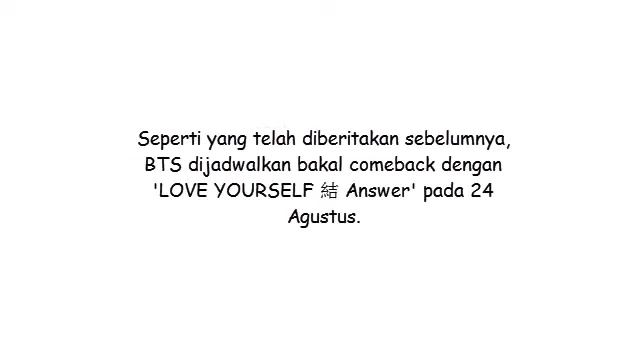 Seperti yang telah diberitakan sebelumnya,
BTS dijadwalkan bakal comeback dengan
'LOVE YOURSELF 結 Answer' pada 24
Agustus.